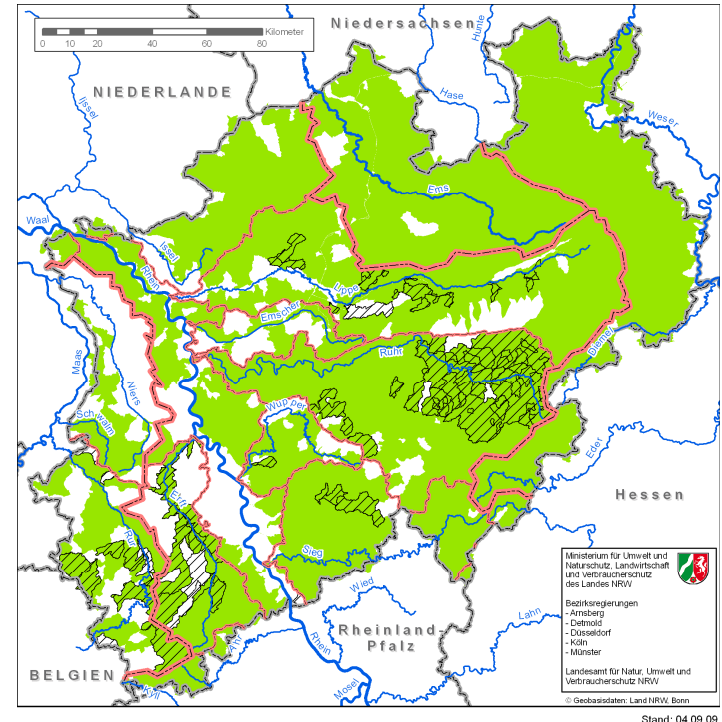 Niedersachsen
Kilometer
0 10 20 40 60 80
Hunte
NIEDERLANDE
Hase
Ijssel
Weser
Ems
Waal
Issel
Rhein
Lippe
Emscher
Diemel
Ruhr
Maas
Niers
Wupper
Schwalm
Eder
Erft
Hessen
Rur
Sieg
Ministerium für Umwelt und
Naturschutz, Landwirtschaft
und Verbraucherschutz
des Landes NRW
Wied
Bezirksregierungen
- Arnsberg
- Detmold
- Düsseldorf
- Köln
- Münster
Lahn
Rheinland-
Pfalz
Rhein
Ahr
BELGIEN
Kyll
Mosel
Landesamt für Natur, Umwelt und
Verbraucherschutz NRW
© Geobasisdaten: Land NRW, Bonn
Stand: 04.09.09